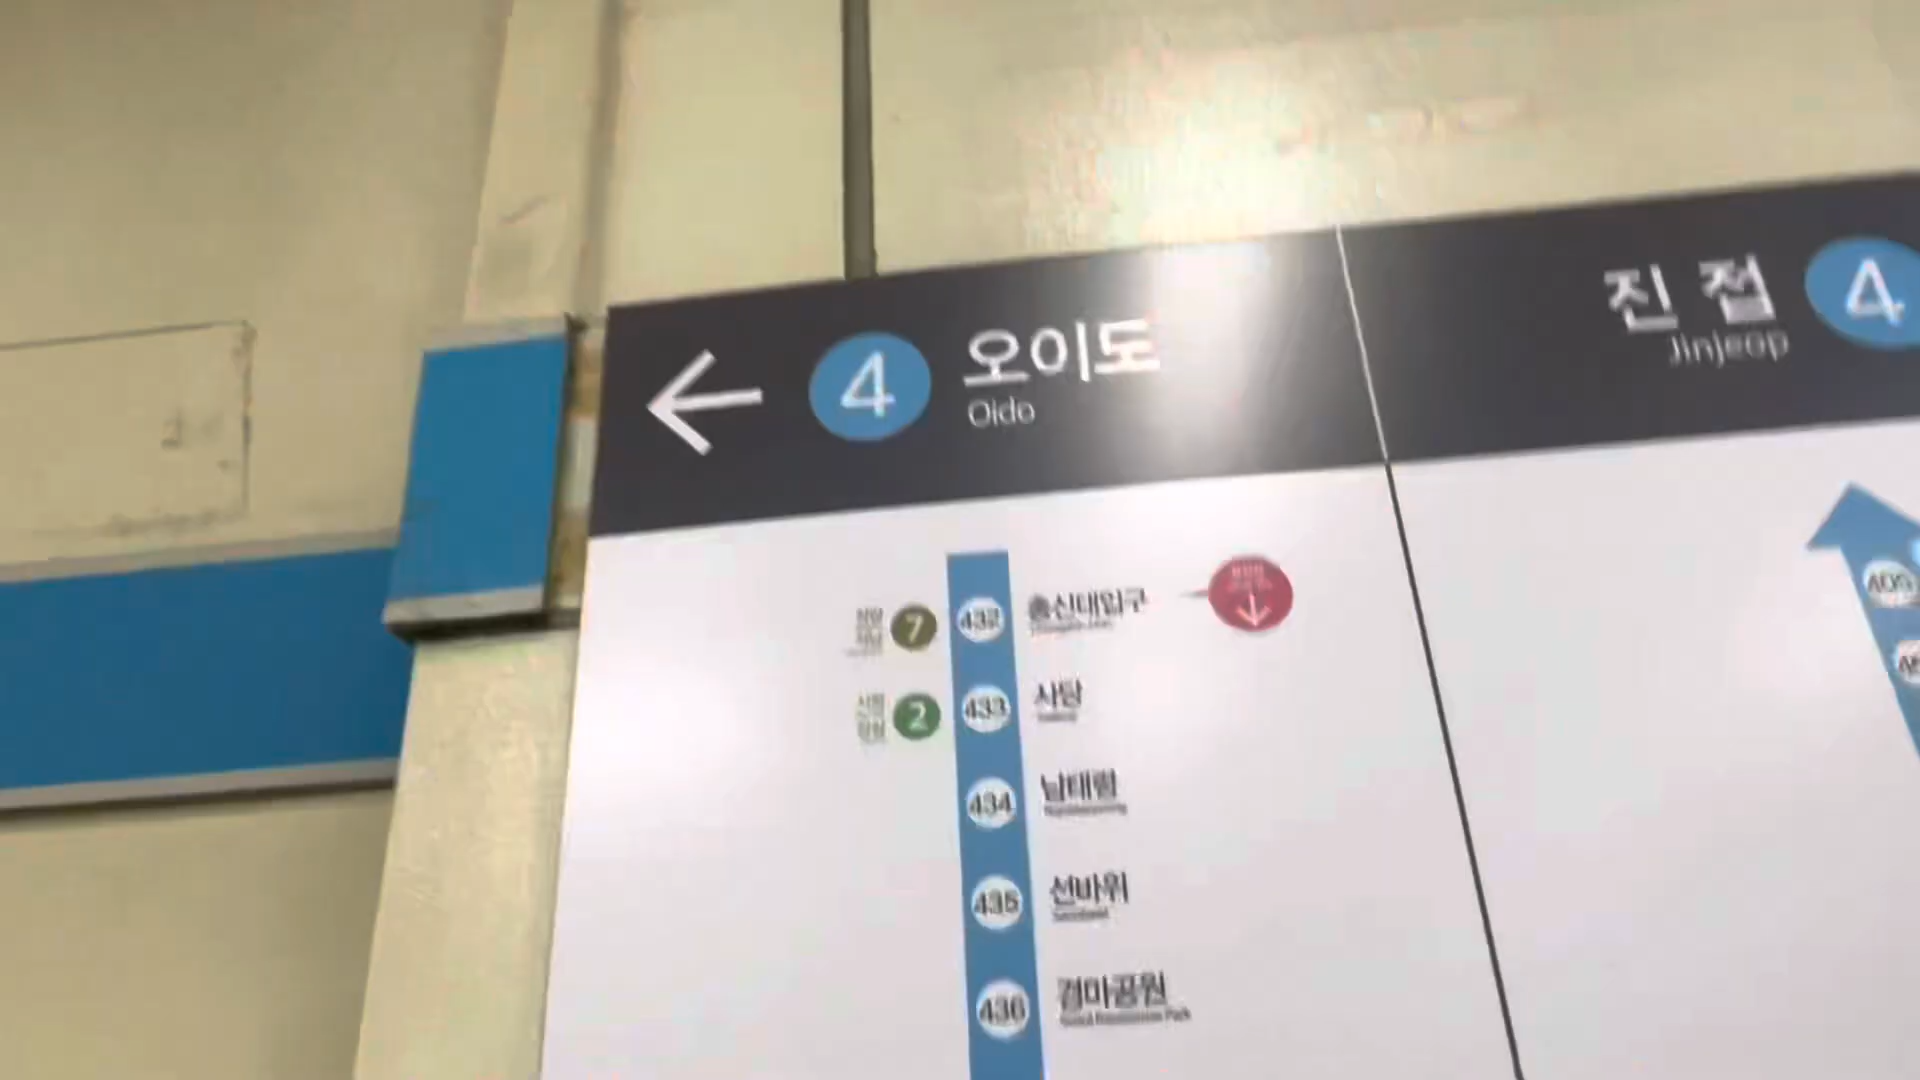 4 오이도
Oido
진접 4
Jinjeop
7 432 총신대입구
2 433 사당
434 남태령
435 선바위
436 경마공원
405